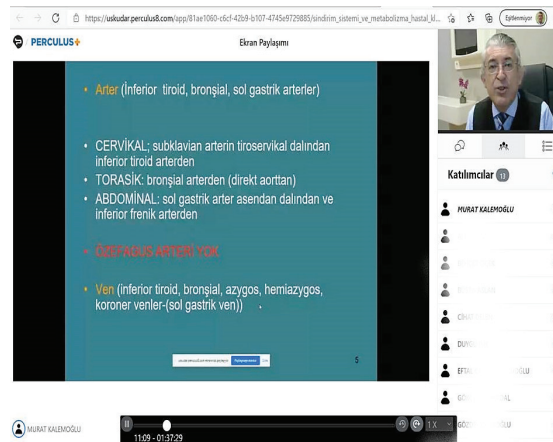 https://uskudar.perculus8.com/app/81ae1060-c6cf-42b9-b107-4745e9729885/sindirim_sistemi_ve_metabolizma_hastal_kl...
Eşitlenmiyor
PERCULUS+
Ekran Paylaşımı
• Arter (İnferior tiroid, bronşial, sol gastrik arterler)
• CERVİKAL; subklavian arterin tiroservikal dalından
inferior tiroid arterden
• TORASİK: bronşial arterden (direkt aorttan)
• ABDOMİNAL: sol gastrik arter asendan dalından ve
inferior frenik arterden
• ÖZEFAGUS ARTERİ YOK
• Ven (inferior tiroid, bronşial, azygos, hemiazygos,
koroner venler-(sol gastrik ven))
5
Katılımcılar 13
MURAT KALEMOĞLU
MURAT KALEMOĞLU
11:09 - 01:37:29
1 X